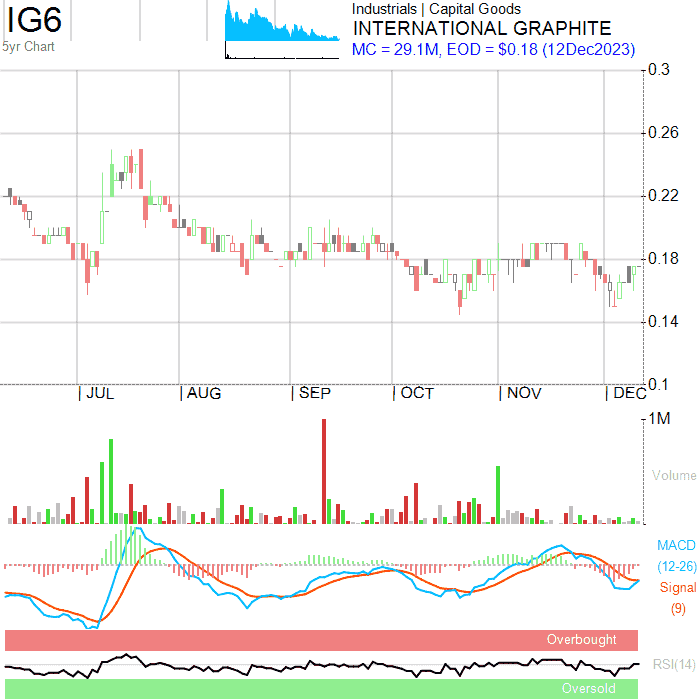 IG6
5yr Chart
Industrials | Capital Goods
INTERNATIONAL GRAPHITE
MC = 29.1M, EOD = $0.18 (12Dec2023)
0.3
0.26
0.22
0.18
0.14
0.1
| JUL | AUG | SEP | OCT | NOV | DEC
1M
Volume
MACD
(12-26)
Signal
(9)
Overbought
RSI(14)
Oversold